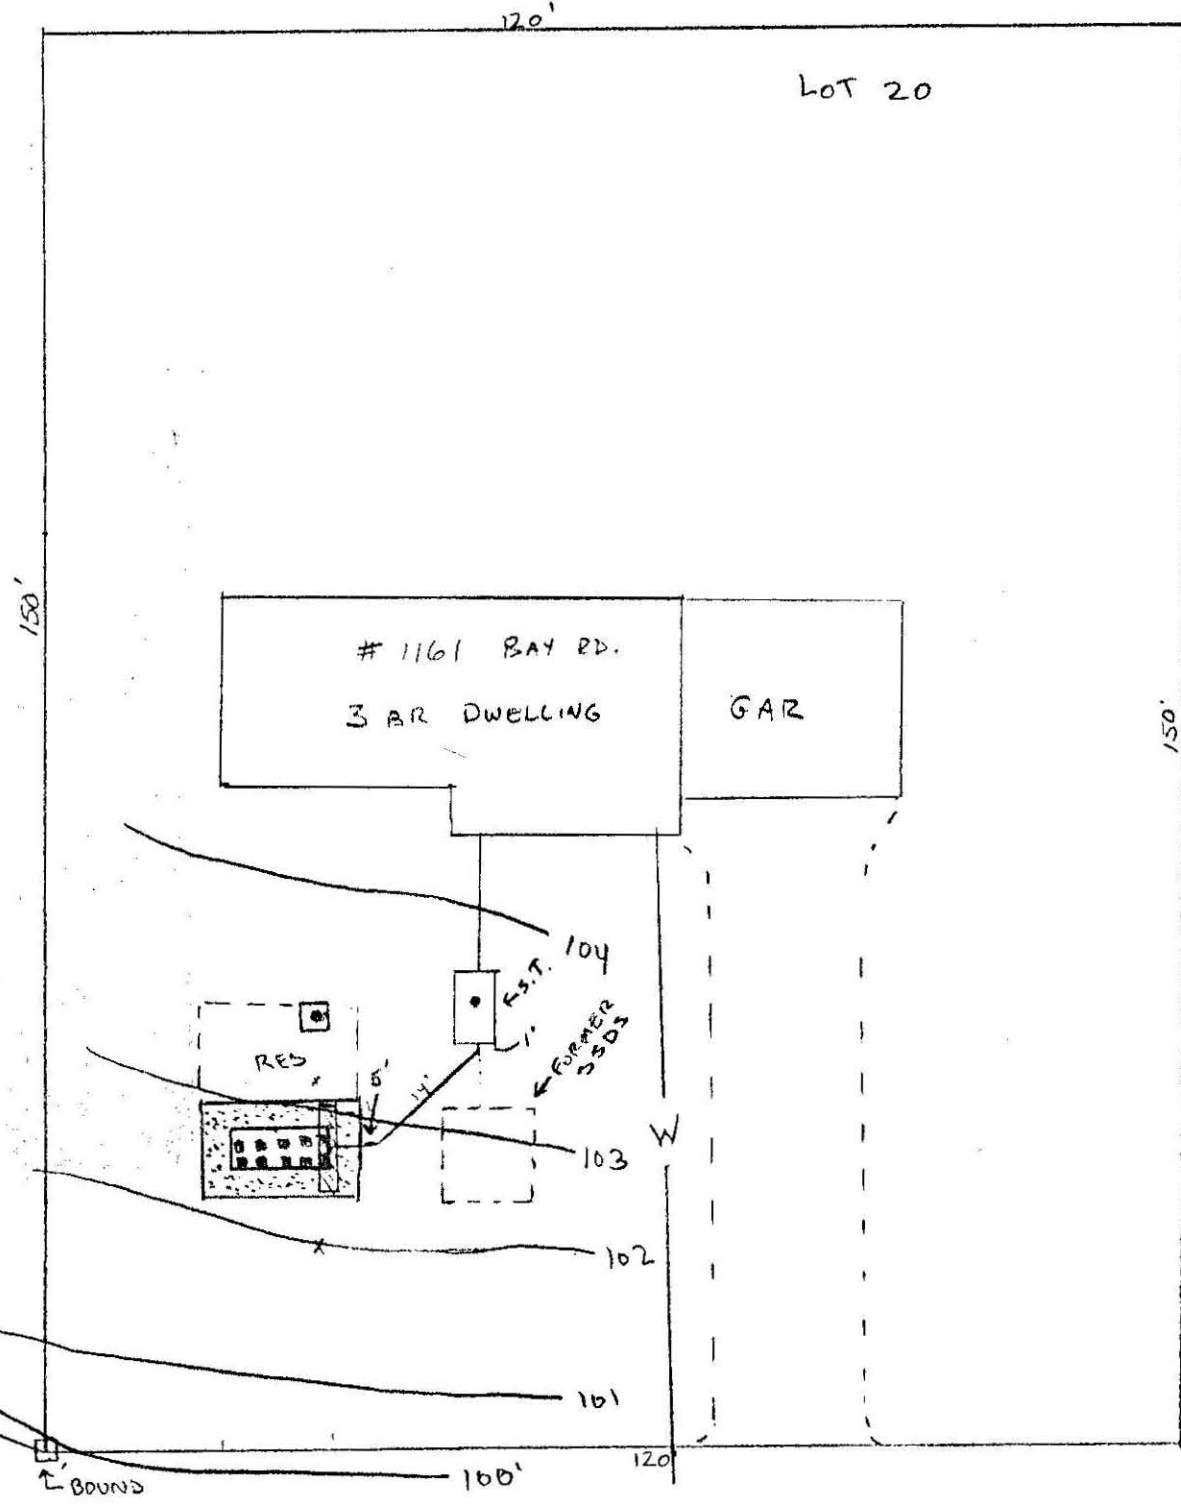 120'
LOT 20
150'
# 1161 BAY RD.
3 BR DWELLING
GAR
150'
104
S.T.
1'
FORMER
SSDS
RES
5'
14'
W
103
102
101
120
100'
BOUND